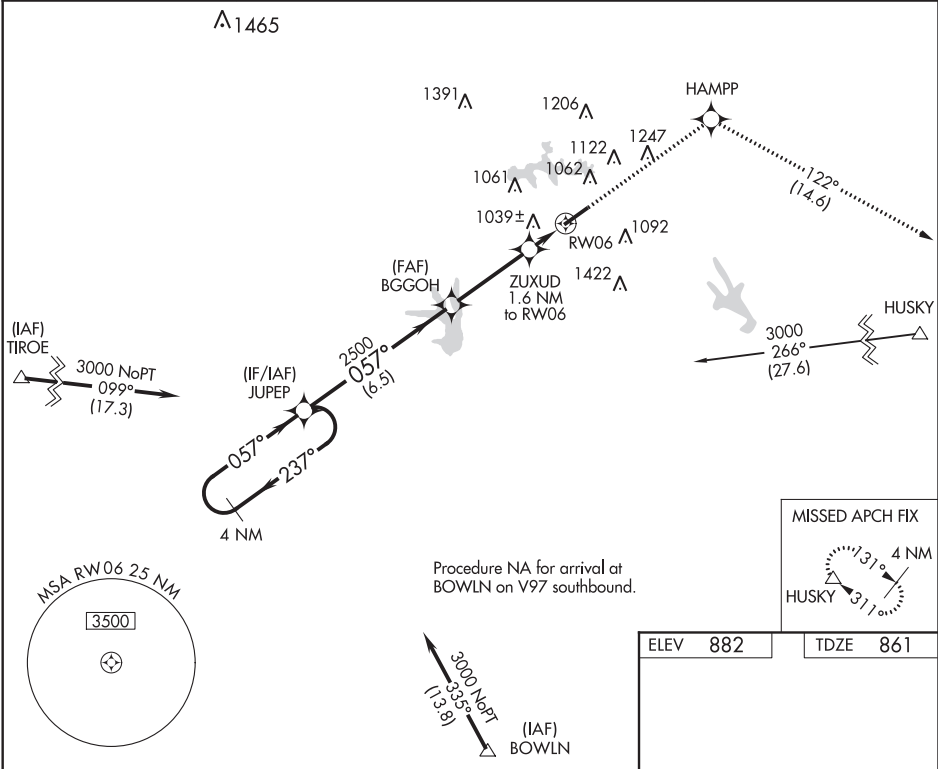 1465
1391
1206
HAMPP
1122
1247
1061
1062
122°
(14.6)
1039±
RW06
1092
(FAF)
BGGOH
ZUXUD
1.6 NM
to RW06
1422
HUSKY
3000
266°
(27.6)
(IAF)
TIROE
3000 NoPT
099°
(17.3)
2500
057°
(6.5)
(IF/IAF)
JUPEP
057°
237°
4 NM
MISSED APCH FIX
4 NM
131°
HUSKY
311°
Procedure NA for arrival at
BOWLN on V97 southbound.
MSA RW06 25 NM
3500
3000 NoPT
335°
(13.8)
(IAF)
BOWLN
ELEV 882
TDZE 861